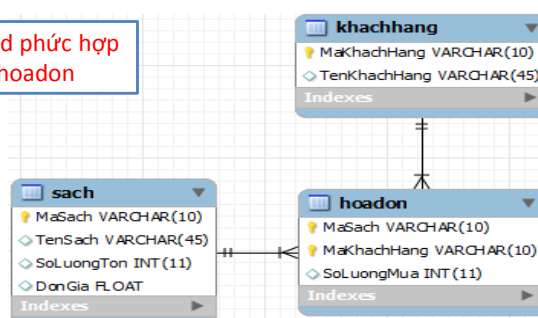 d phức hợp
hoadon
khachhang
MaKhachHang VARCHAR(10)
TenKhachHang VARCHAR(45)
Indexes
sach
MaSach VARCHAR(10)
TenSach VARCHAR(45)
SoLuongTon INT(11)
DonGia FLOAT
Indexes
hoadon
MaSach VARCHAR(10)
MaKhachHang VARCHAR(10)
SoLuongMua INT(11)
Indexes